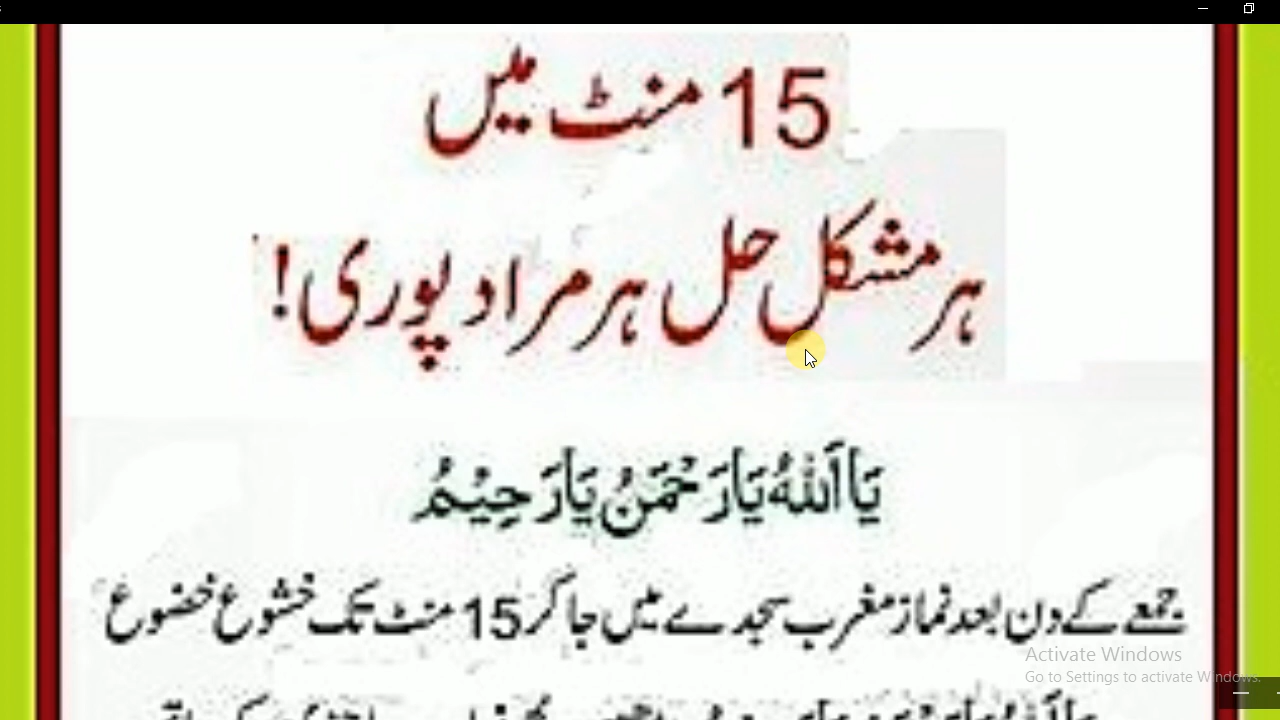 15 منٹ میں
ہر مشکل حل ہر مراد پوری!
يَا اَللّٰهُ يَا رَحْمَنُ يَا رَحِيْمُ
جمعے کے دن بعد نماز مغرب سجدے میں جا کر 15 منٹ تک خشوع خضوع
Activate Windows
Go to Settings to activate Windows.